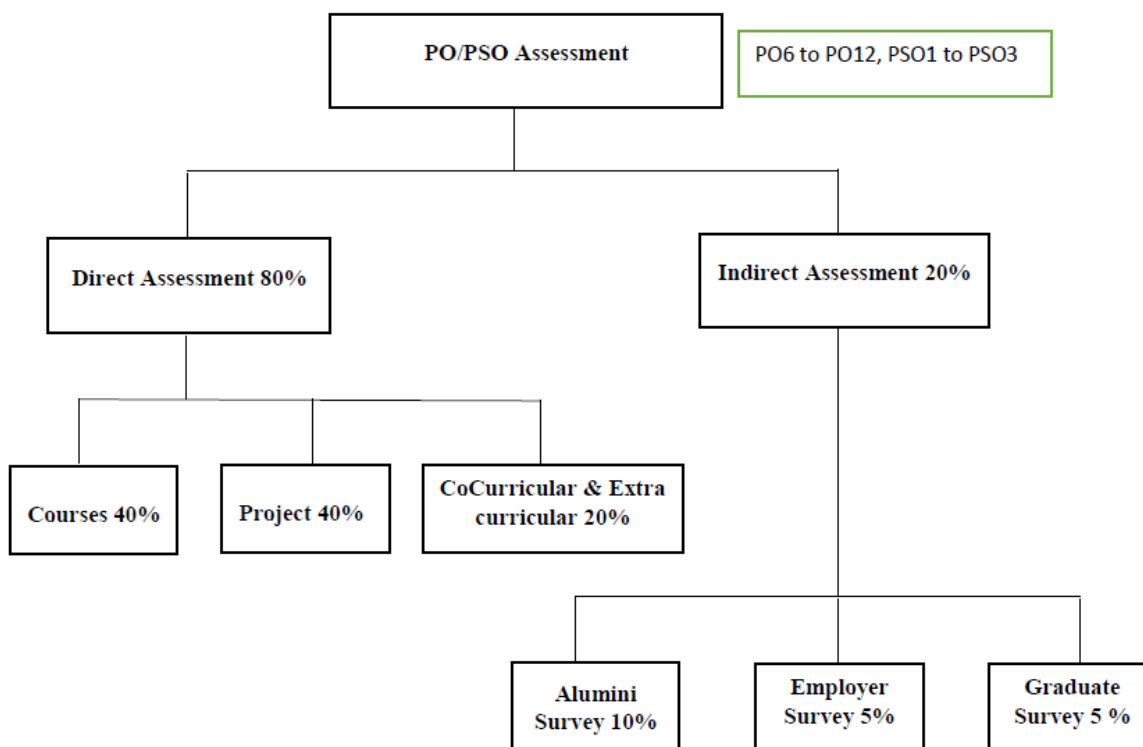 PO/PSO Assessment
PO6 to PO12, PSO1 to PSO3
Direct Assessment 80%
Indirect Assessment 20%
Courses 40%
Project 40%
CoCurricular & Extra
curricular 20%
Alumini
Survey 10%
Employer
Survey 5%
Graduate
Survey 5 %